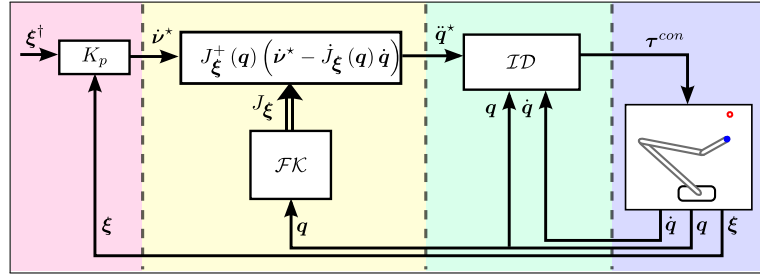 ξ† ν̇⋆ q̈⋆ τ^con
K_p J_ξ^+ (q) (ν̇⋆ − J̇_ξ (q) q̇) ℐ𝒟
J_ξ q q̇
ℱ𝒦
ξ q q̇ q ξ